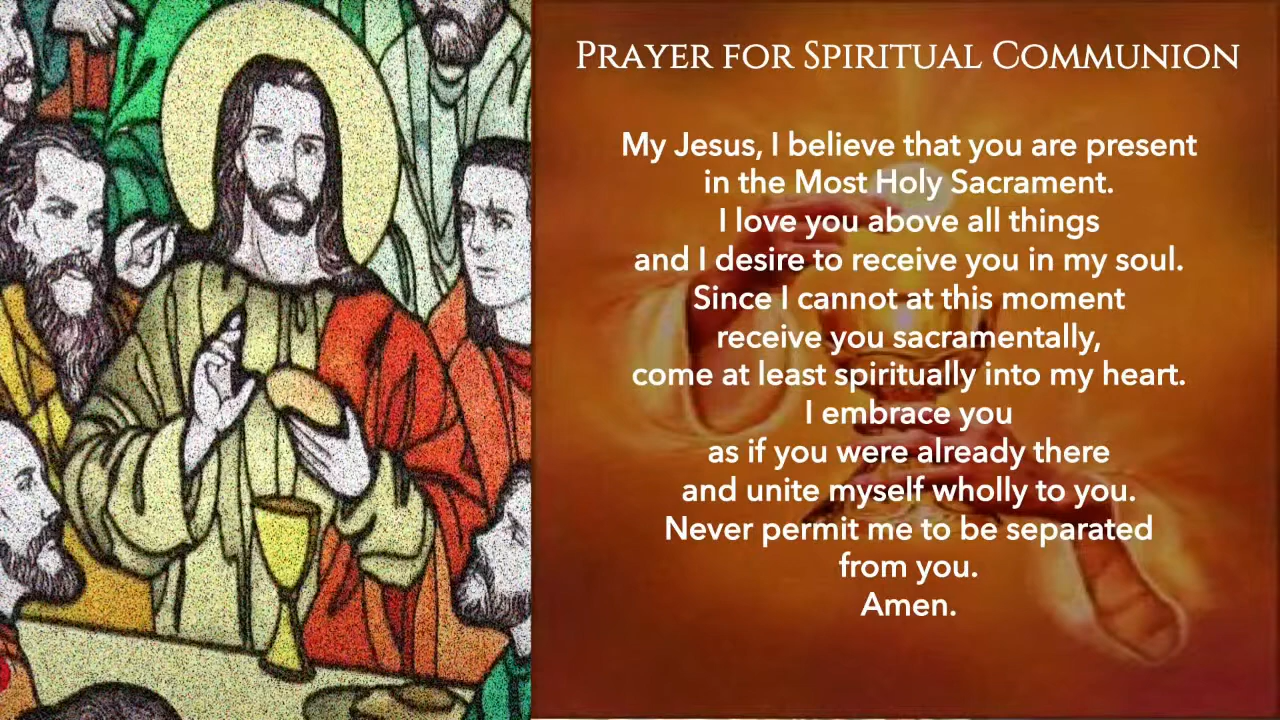 Prayer for Spiritual Communion
My Jesus, I believe that you are present
in the Most Holy Sacrament.
I love you above all things
and I desire to receive you in my soul.
Since I cannot at this moment
receive you sacramentally,
come at least spiritually into my heart.
I embrace you
as if you were already there
and unite myself wholly to you.
Never permit me to be separated
from you.
Amen.